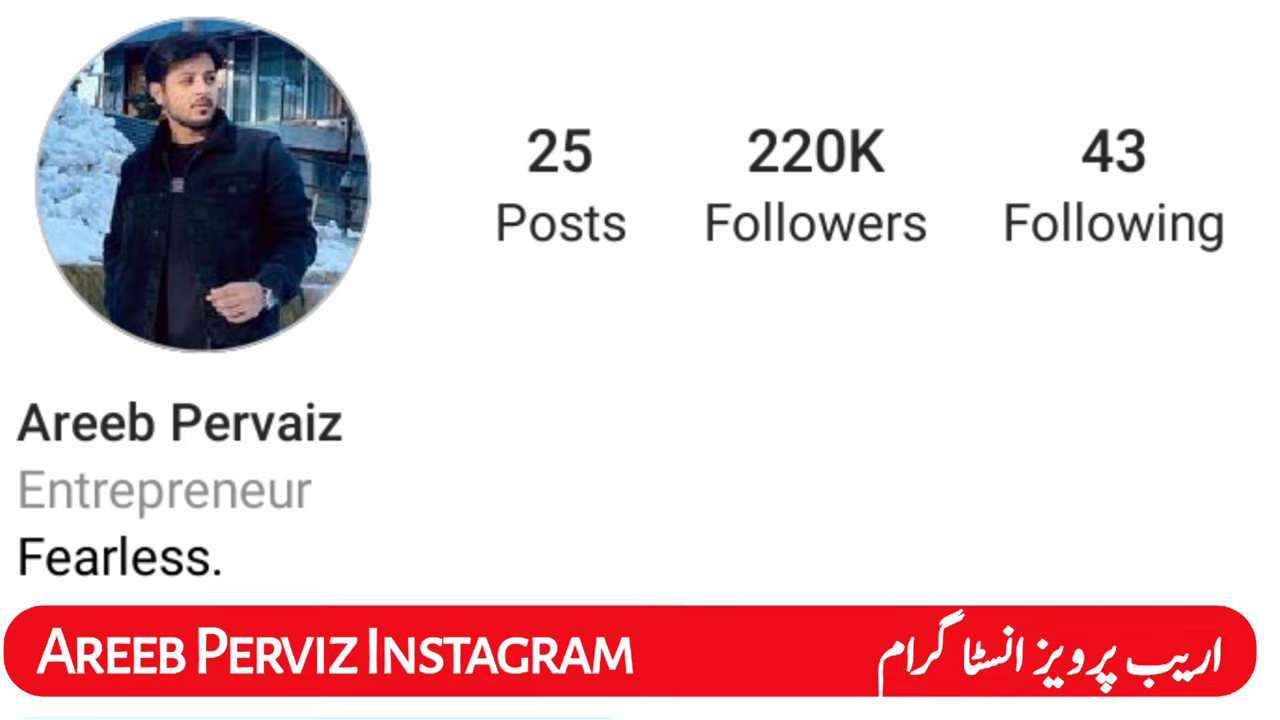 25 220K 43
Posts Followers Following
Areeb Pervaiz
Entrepreneur
Fearless.
AREEB PERVIZ INSTAGRAM اریب پرویز انسٹا گرام